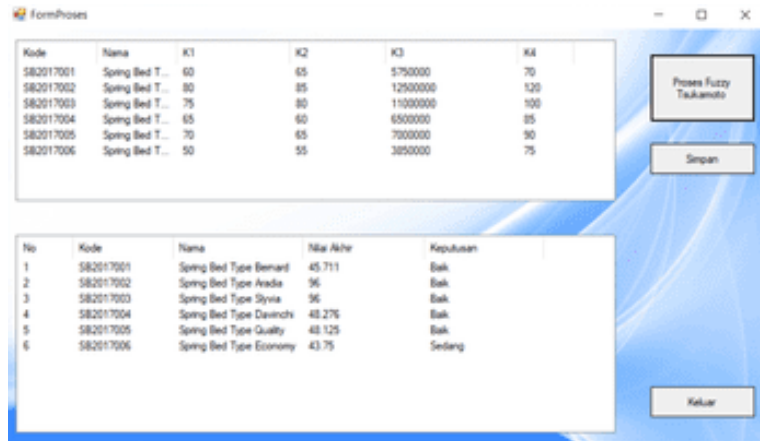 FormProses
Kode Nama K1 K2 K3 K4
SB2017001 Spring Bed T... 60 65 5750000 70
SB2017002 Spring Bed T... 80 85 12500000 120
SB2017003 Spring Bed T... 75 80 11000000 100
SB2017004 Spring Bed T... 65 60 6500000 85
SB2017005 Spring Bed T... 70 65 7000000 90
SB2017006 Spring Bed T... 50 55 3850000 75
Proses Fuzzy
Tsukamoto
Simpan
No Kode Nama Nilai Akhir Keputusan
1 SB2017001 Spring Bed Type Bernard 45.711 Baik
2 SB2017002 Spring Bed Type Aradia 96 Baik
3 SB2017003 Spring Bed Type Slyvia 96 Baik
4 SB2017004 Spring Bed Type Davinchi 48.276 Baik
5 SB2017005 Spring Bed Type Quality 48.125 Baik
6 SB2017006 Spring Bed Type Economy 43.75 Sedang
Keluar